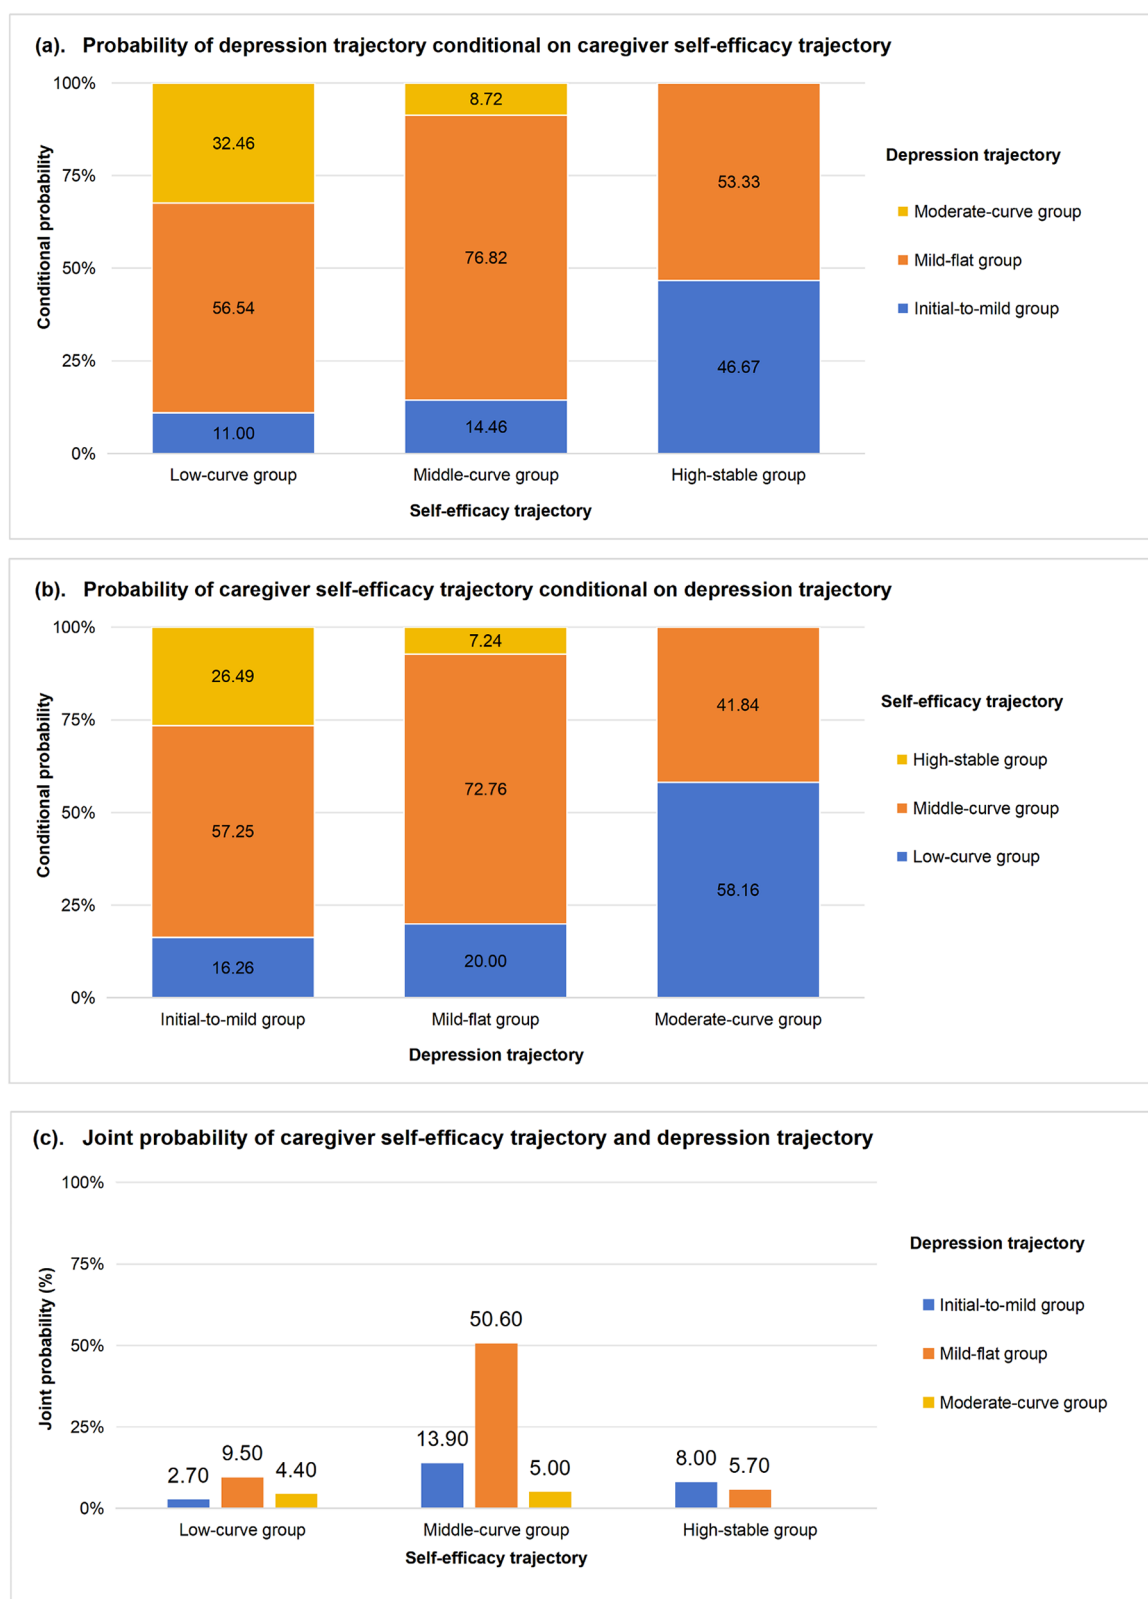 (a). Probability of depression trajectory conditional on caregiver self-efficacy trajectory
100%
75%
50%
25%
0%
Conditional probability
32.46
56.54
11.00
8.72
76.82
14.46
53.33
46.67
Low-curve group
Middle-curve group
High-stable group
Self-efficacy trajectory
Depression trajectory
Moderate-curve group
Mild-flat group
Initial-to-mild group
(b). Probability of caregiver self-efficacy trajectory conditional on depression trajectory
100%
75%
50%
25%
0%
Conditional probability
26.49
57.25
16.26
7.24
72.76
20.00
41.84
58.16
Initial-to-mild group
Mild-flat group
Moderate-curve group
Depression trajectory
Self-efficacy trajectory
High-stable group
Middle-curve group
Low-curve group
(c). Joint probability of caregiver self-efficacy trajectory and depression trajectory
100%
75%
50%
25%
0%
Joint probability (%)
2.70
9.50
4.40
13.90
50.60
5.00
8.00
5.70
Low-curve group
Middle-curve group
High-stable group
Self-efficacy trajectory
Depression trajectory
Initial-to-mild group
Mild-flat group
Moderate-curve group